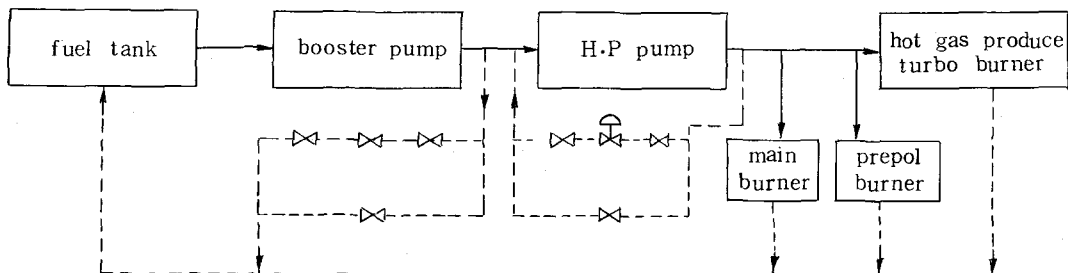 fuel tank
booster pump
H.P pump
hot gas produce
turbo burner
main
burner
prepol
burner